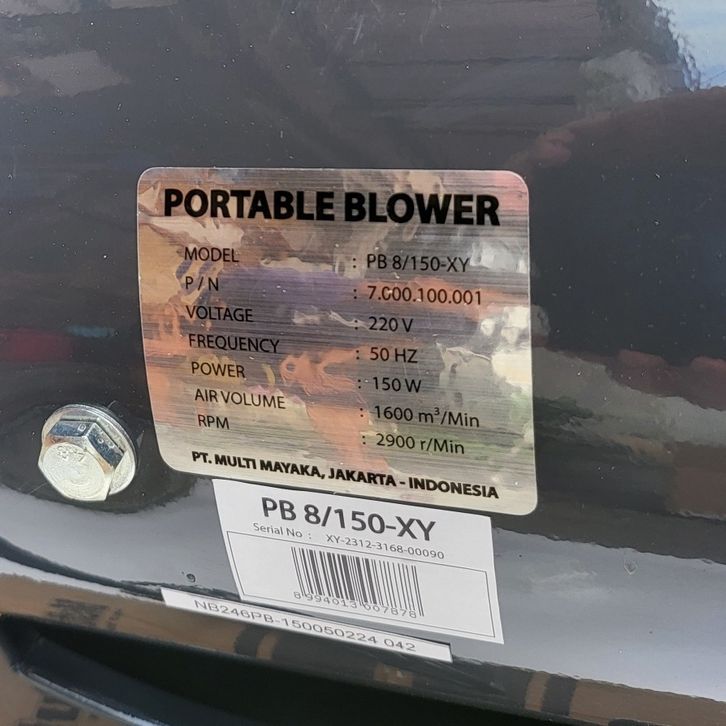 PORTABLE BLOWER
MODEL : PB 8/150-XY
P/N : 7.000.100.001
VOLTAGE : 220 V
FREQUENCY : 50 HZ
POWER : 150 W
AIR VOLUME : 1600 m³/Min
RPM : 2900 r/Min
PT. MULTI MAYAKA, JAKARTA - INDONESIA
PB 8/150-XY
Serial No : XY-2312-3168-00090
8 994013 007878
NB246PB-150050224 042